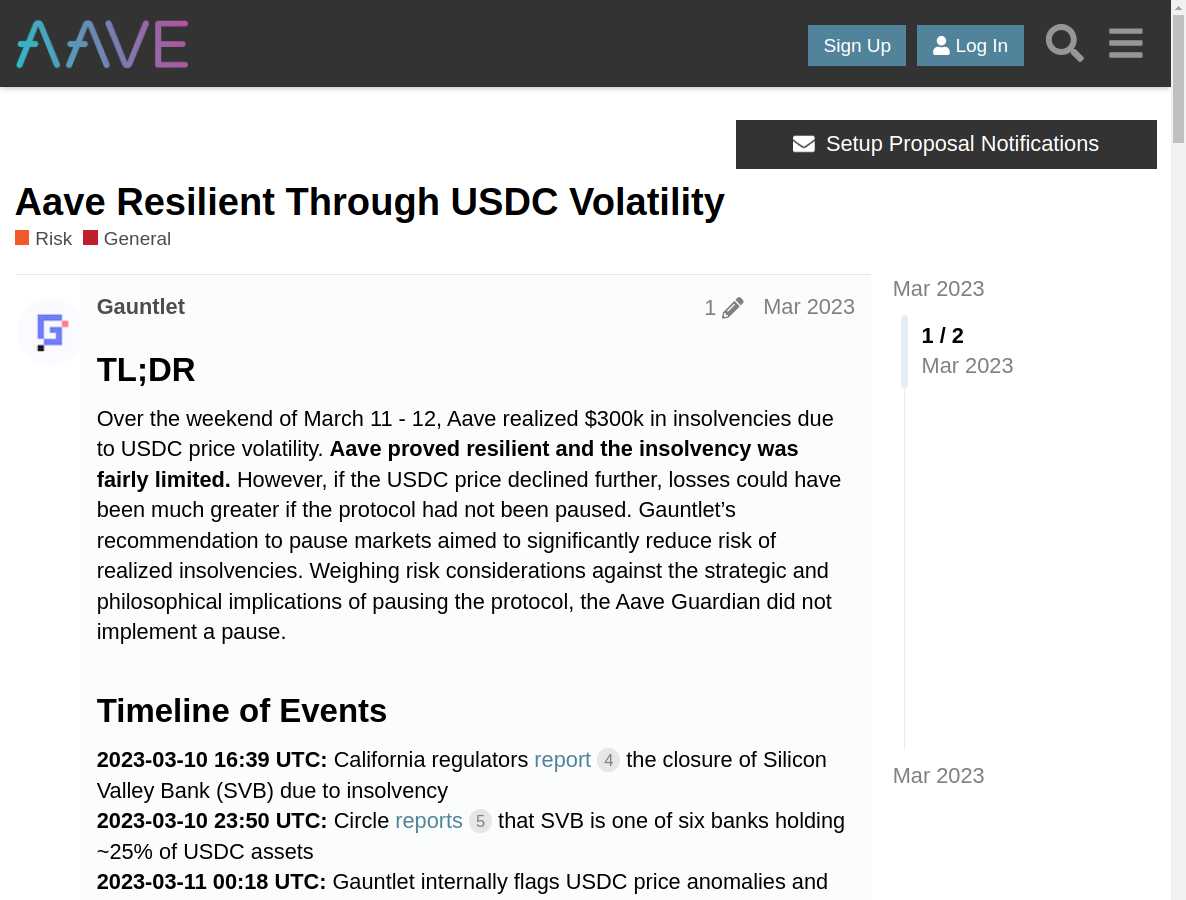 AAVE
Sign Up
Log In
Setup Proposal Notifications
Aave Resilient Through USDC Volatility
Risk General
Gauntlet
1
Mar 2023
TL;DR
Over the weekend of March 11 - 12, Aave realized $300k in insolvencies due
to USDC price volatility. Aave proved resilient and the insolvency was
fairly limited. However, if the USDC price declined further, losses could have
been much greater if the protocol had not been paused. Gauntlet’s
recommendation to pause markets aimed to significantly reduce risk of
realized insolvencies. Weighing risk considerations against the strategic and
philosophical implications of pausing the protocol, the Aave Guardian did not
implement a pause.
Timeline of Events
2023-03-10 16:39 UTC: California regulators report 4 the closure of Silicon
Valley Bank (SVB) due to insolvency
2023-03-10 23:50 UTC: Circle reports 5 that SVB is one of six banks holding
~25% of USDC assets
2023-03-11 00:18 UTC: Gauntlet internally flags USDC price anomalies and
Mar 2023
1 / 2
Mar 2023
Mar 2023